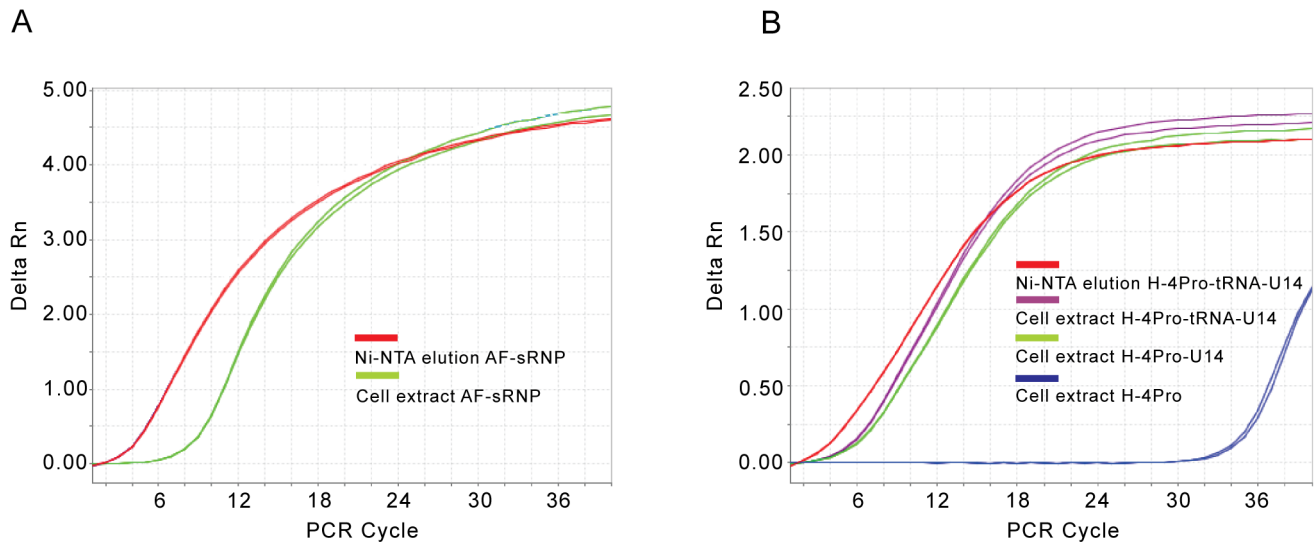 A
Delta Rn
5.00
4.00
3.00
2.00
1.00
0.00
Ni-NTA elution AF-sRNP
Cell extract AF-sRNP
6 12 18 24 30 36
PCR Cycle
B
Delta Rn
2.50
2.00
1.50
1.00
0.50
0.00
Ni-NTA elution H-4Pro-tRNA-U14
Cell extract H-4Pro-tRNA-U14
Cell extract H-4Pro-U14
Cell extract H-4Pro
6 12 18 24 30 36
PCR Cycle